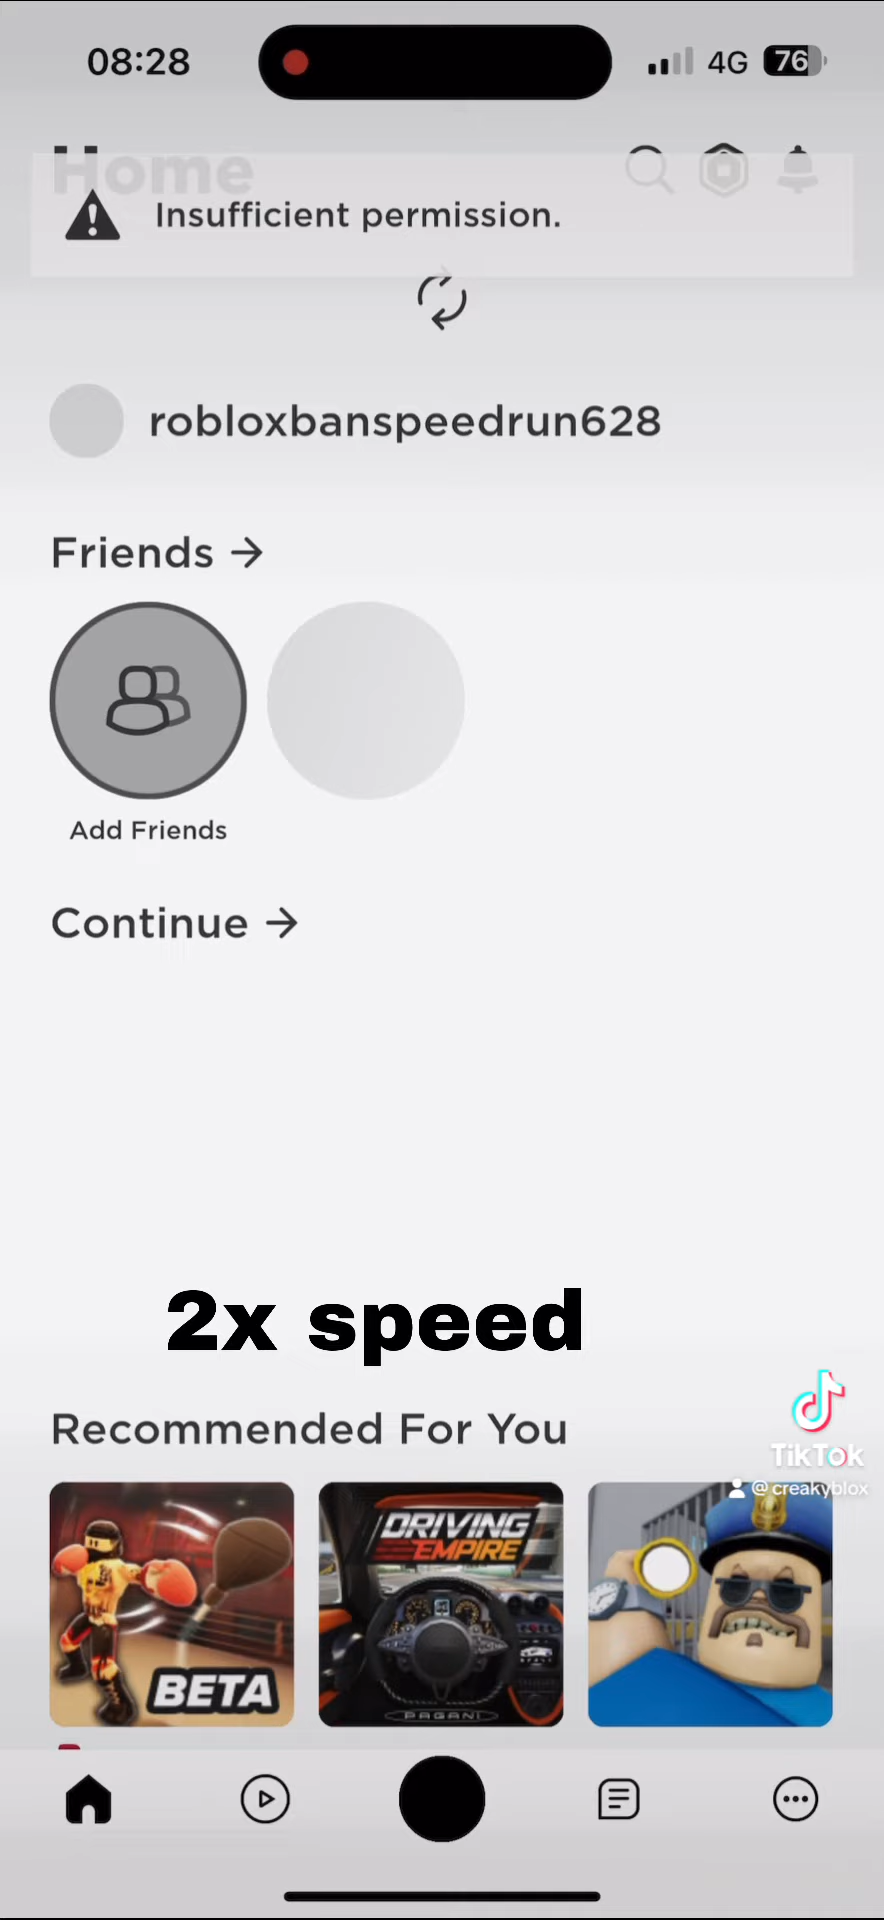 08:28
4G
76
Home
Insufficient permission.
robloxbanspeedrun628
Friends
Add Friends
Continue
2x speed
Recommended For You
TikTok
@creakyblox
DRIVING
EMPIRE
PAGANI
BETA